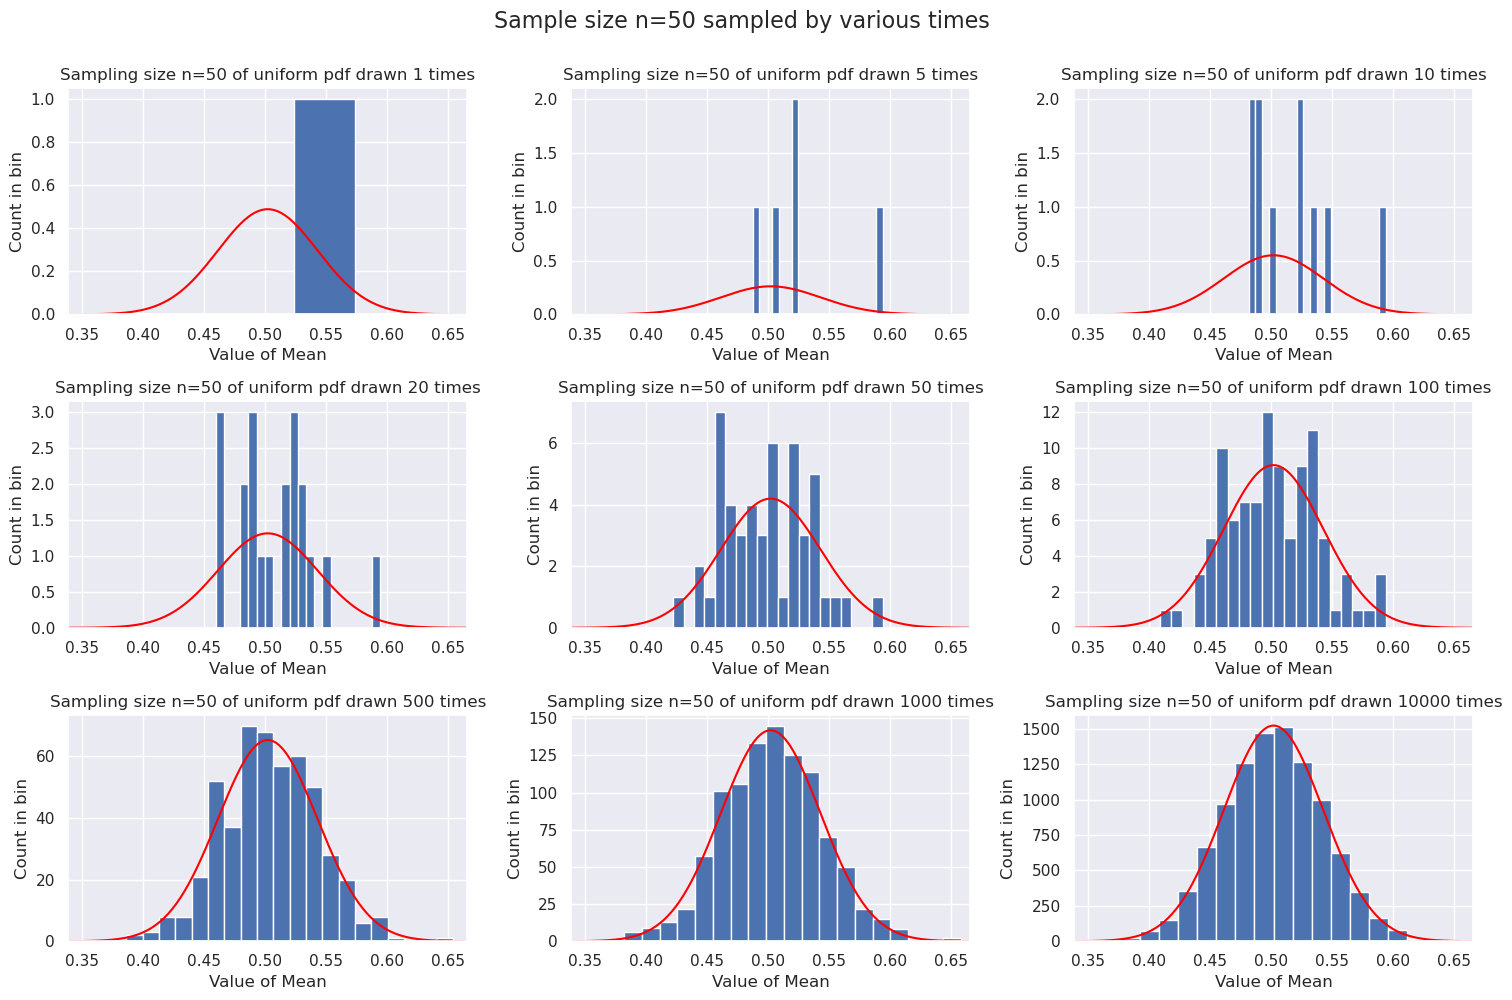 Sample size n=50 sampled by various times
Sampling size n=50 of uniform pdf drawn 1 times
Count in bin
1.0
0.8
0.6
0.4
0.2
0.0
0.35 0.40 0.45 0.50 0.55 0.60 0.65
Value of Mean
Sampling size n=50 of uniform pdf drawn 5 times
Count in bin
2.0
1.5
1.0
0.5
0.0
0.35 0.40 0.45 0.50 0.55 0.60 0.65
Value of Mean
Sampling size n=50 of uniform pdf drawn 10 times
Count in bin
2.0
1.5
1.0
0.5
0.0
0.35 0.40 0.45 0.50 0.55 0.60 0.65
Value of Mean
Sampling size n=50 of uniform pdf drawn 20 times
Count in bin
3.0
2.5
2.0
1.5
1.0
0.5
0.0
0.35 0.40 0.45 0.50 0.55 0.60 0.65
Value of Mean
Sampling size n=50 of uniform pdf drawn 50 times
Count in bin
6
4
2
0
0.35 0.40 0.45 0.50 0.55 0.60 0.65
Value of Mean
Sampling size n=50 of uniform pdf drawn 100 times
Count in bin
12
10
8
6
4
2
0
0.35 0.40 0.45 0.50 0.55 0.60 0.65
Value of Mean
Sampling size n=50 of uniform pdf drawn 500 times
Count in bin
60
40
20
0
0.35 0.40 0.45 0.50 0.55 0.60 0.65
Value of Mean
Sampling size n=50 of uniform pdf drawn 1000 times
Count in bin
150
125
100
75
50
25
0
0.35 0.40 0.45 0.50 0.55 0.60 0.65
Value of Mean
Sampling size n=50 of uniform pdf drawn 10000 times
Count in bin
1500
1250
1000
750
500
250
0
0.35 0.40 0.45 0.50 0.55 0.60 0.65
Value of Mean